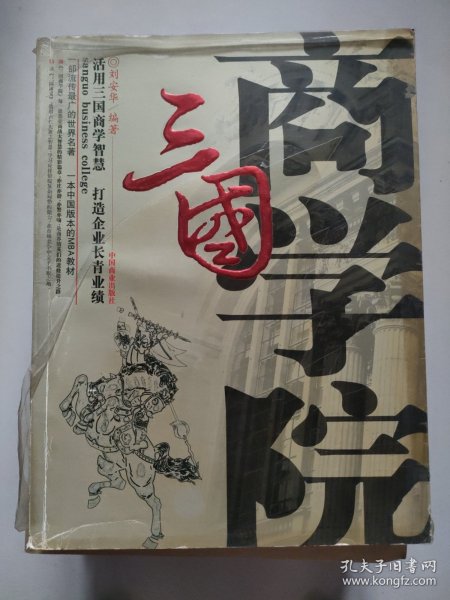 三國
商学院
◎刘安华 编著
活用三国商学智慧 打造企业长青业绩
sanguo business college
中国商业出版社
一部流传最广的世界名著 一本中国版本的MBA教材
孔夫子旧书网
www.kongfz.com